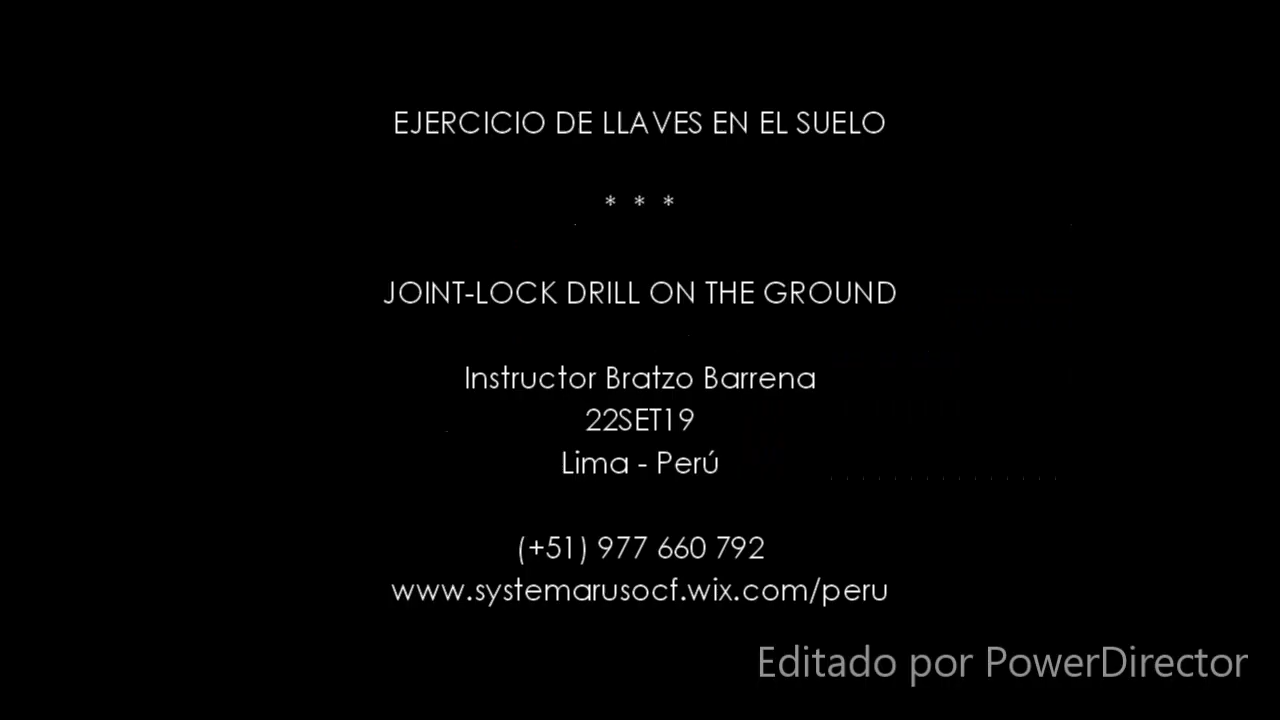 EJERCICIO DE LLAVES EN EL SUELO
* * *
JOINT-LOCK DRILL ON THE GROUND
Instructor Bratzo Barrena
22SET19
Lima - Perú
(+51) 977 660 792
www.systemarusocf.wix.com/peru
Editado por PowerDirector